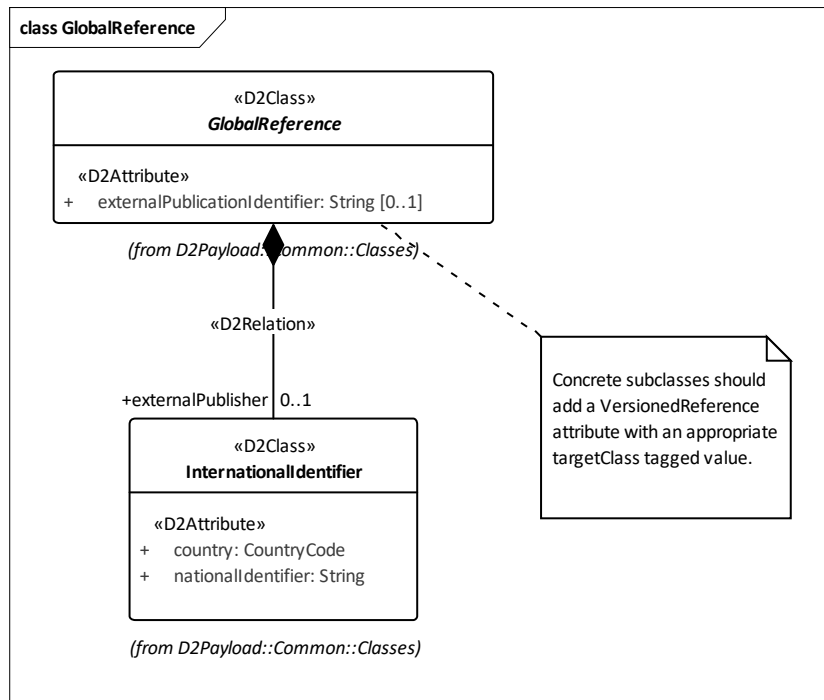 class GlobalReference
«D2Class»
GlobalReference
«D2Attribute»
+ externalPublicationIdentifier: String [0..1]
(from D2Payload::Common::Classes)
«D2Relation»
+externalPublisher 0..1
«D2Class»
InternationalIdentifier
«D2Attribute»
+ country: CountryCode
+ nationalIdentifier: String
(from D2Payload::Common::Classes)
Concrete subclasses should
add a VersionedReference
attribute with an appropriate
targetClass tagged value.